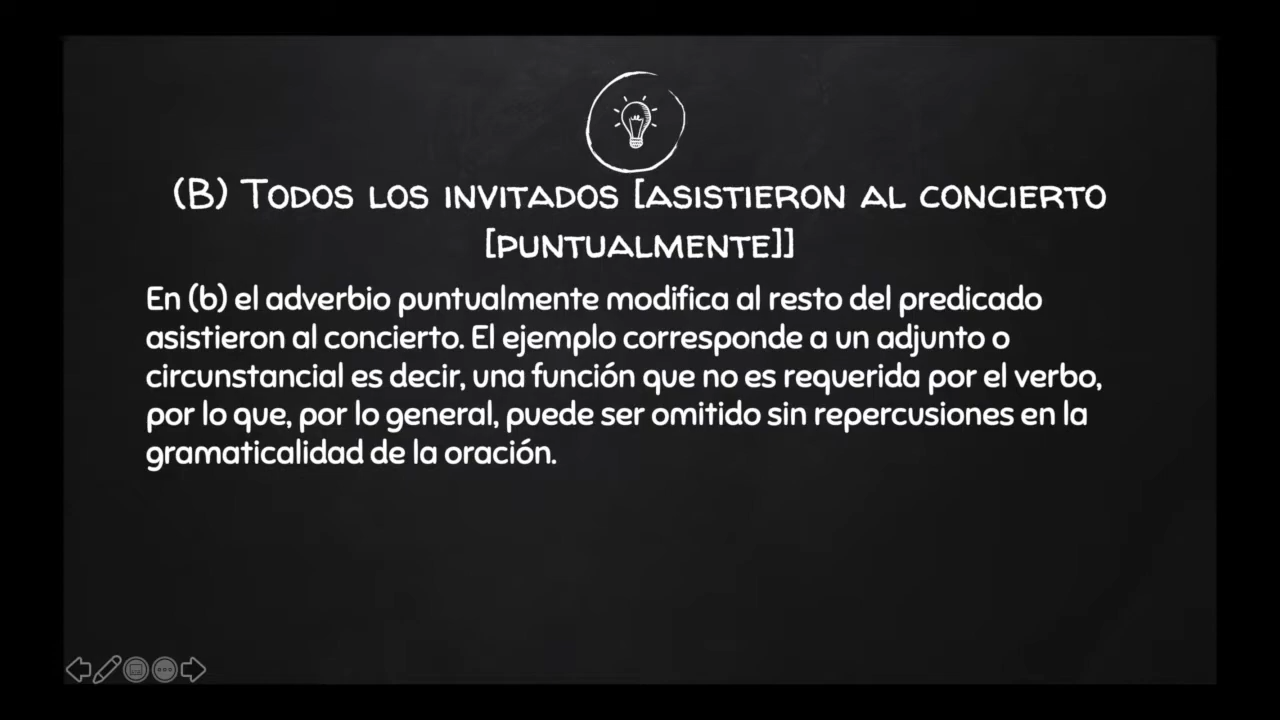 (B) Todos los invitados [asistieron al concierto
[puntualmente]]
En (b) el adverbio puntualmente modifica al resto del predicado
asistieron al concierto. El ejemplo corresponde a un adjunto o
circunstancial es decir, una función que no es requerida por el verbo,
por lo que, por lo general, puede ser omitido sin repercusiones en la
gramaticalidad de la oración.